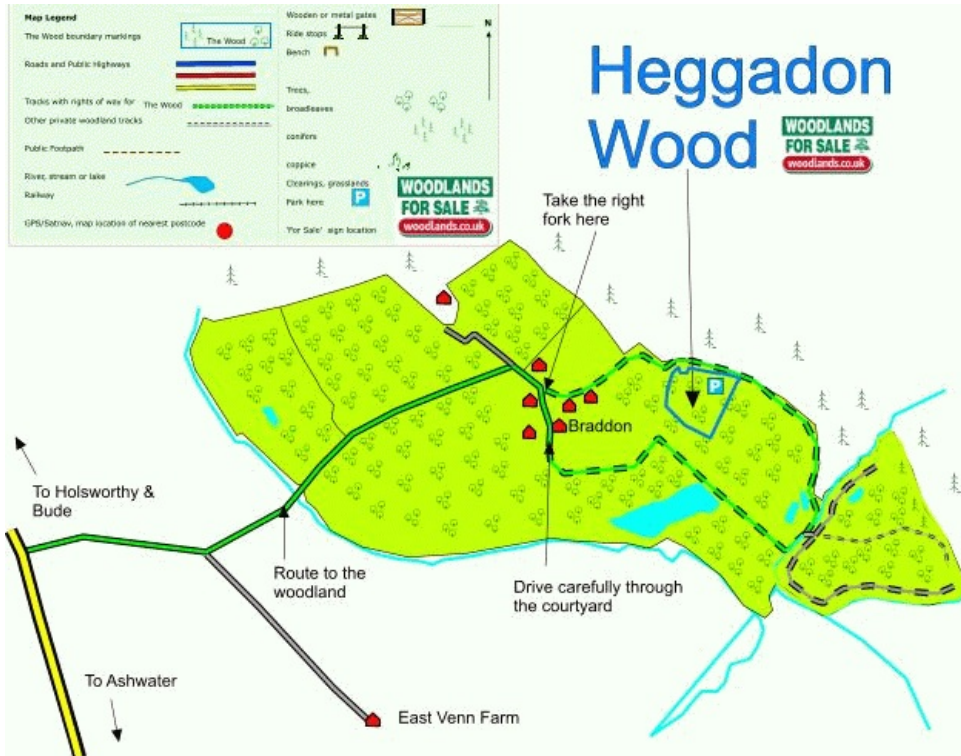 Map Legend
The Wood boundary markings
The Wood
Roads and Public Highways
Tracks with rights of way for The Wood
Other private woodland tracks
Public Footpath
River, stream or lake
Railway
GPS/Satnav, map location of nearest postcode
Wooden or metal gates
Ride stops
Bench
Trees,
broadleaves
conifers
coppice
Clearings, grasslands
Park here
P
'For Sale' sign location
N
WOODLANDS
FOR SALE
woodlands.co.uk
Heggadon
Wood
WOODLANDS
FOR SALE
woodlands.co.uk
Take the right
fork here
P
Braddon
To Holsworthy &
Bude
Route to the
woodland
Drive carefully through
the courtyard
To Ashwater
East Venn Farm